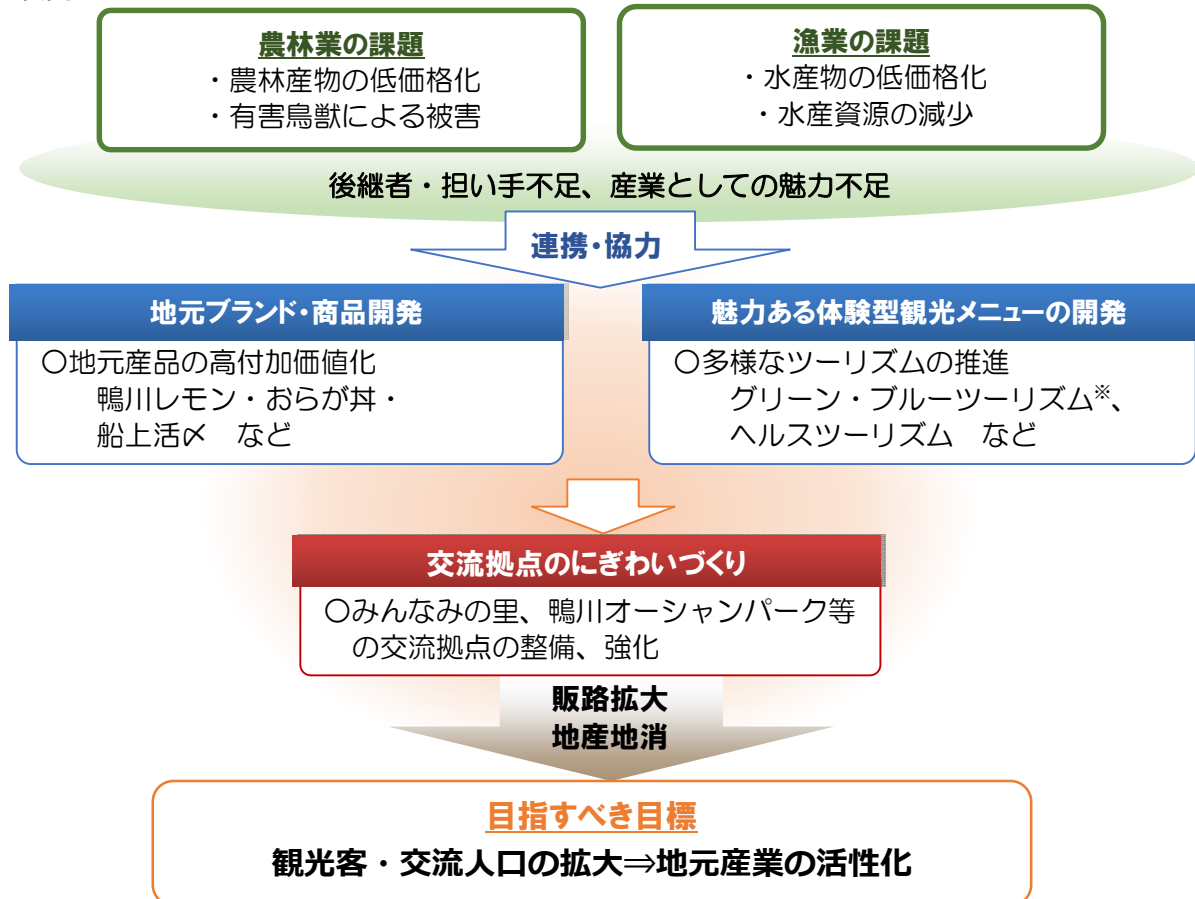 農林業の課題
・農林産物の低価格化
・有害鳥獣による被害
漁業の課題
・水産物の低価格化
・水産資源の減少
後継者・担い手不足、産業としての魅力不足
連携・協力
地元ブランド・商品開発
〇地元産品の高付加価値化
鴨川レモン・おらが丼・
船上活〆　など
魅力ある体験型観光メニューの開発
〇多様なツーリズムの推進
グリーン・ブルーツーリズム※、
ヘルスツーリズム　など
交流拠点のにぎわいづくり
〇みんなみの里、鴨川オーシャンパーク等
の交流拠点の整備、強化
販路拡大
地産地消
目指すべき目標
観光客・交流人口の拡大⇒地元産業の活性化